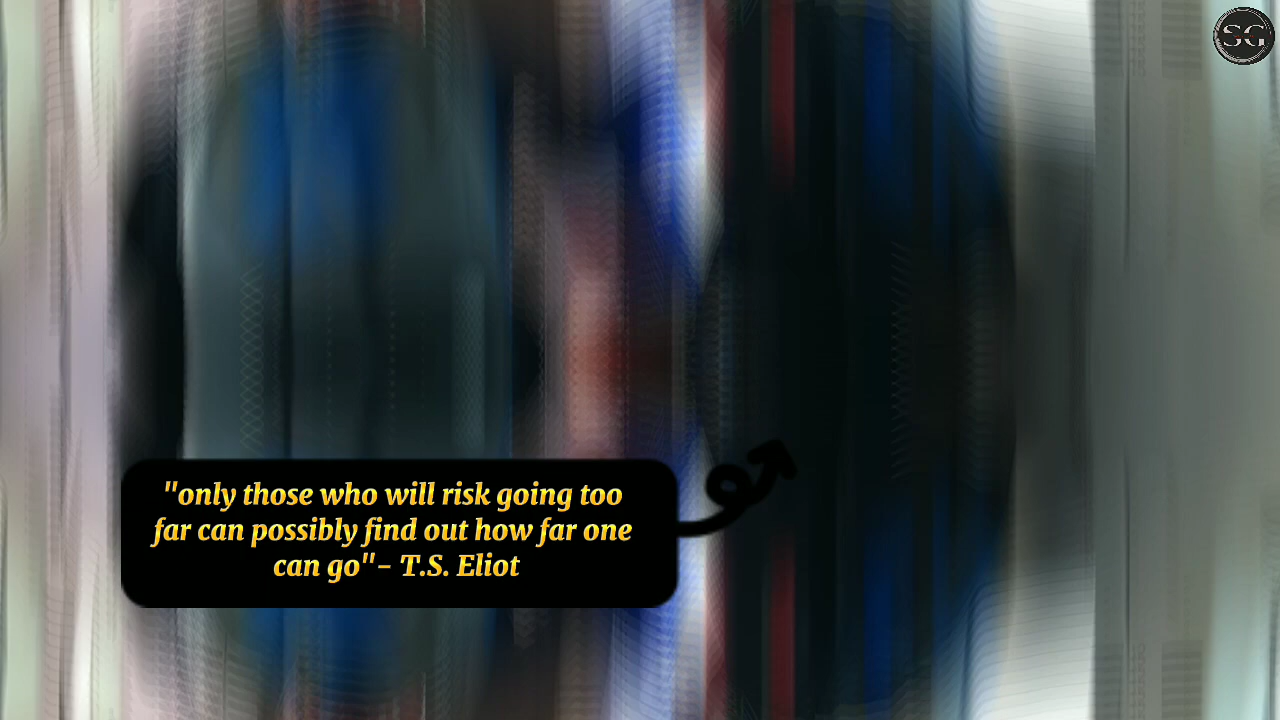 SG
"only those who will risk going too
far can possibly find out how far one
can go"- T.S. Eliot